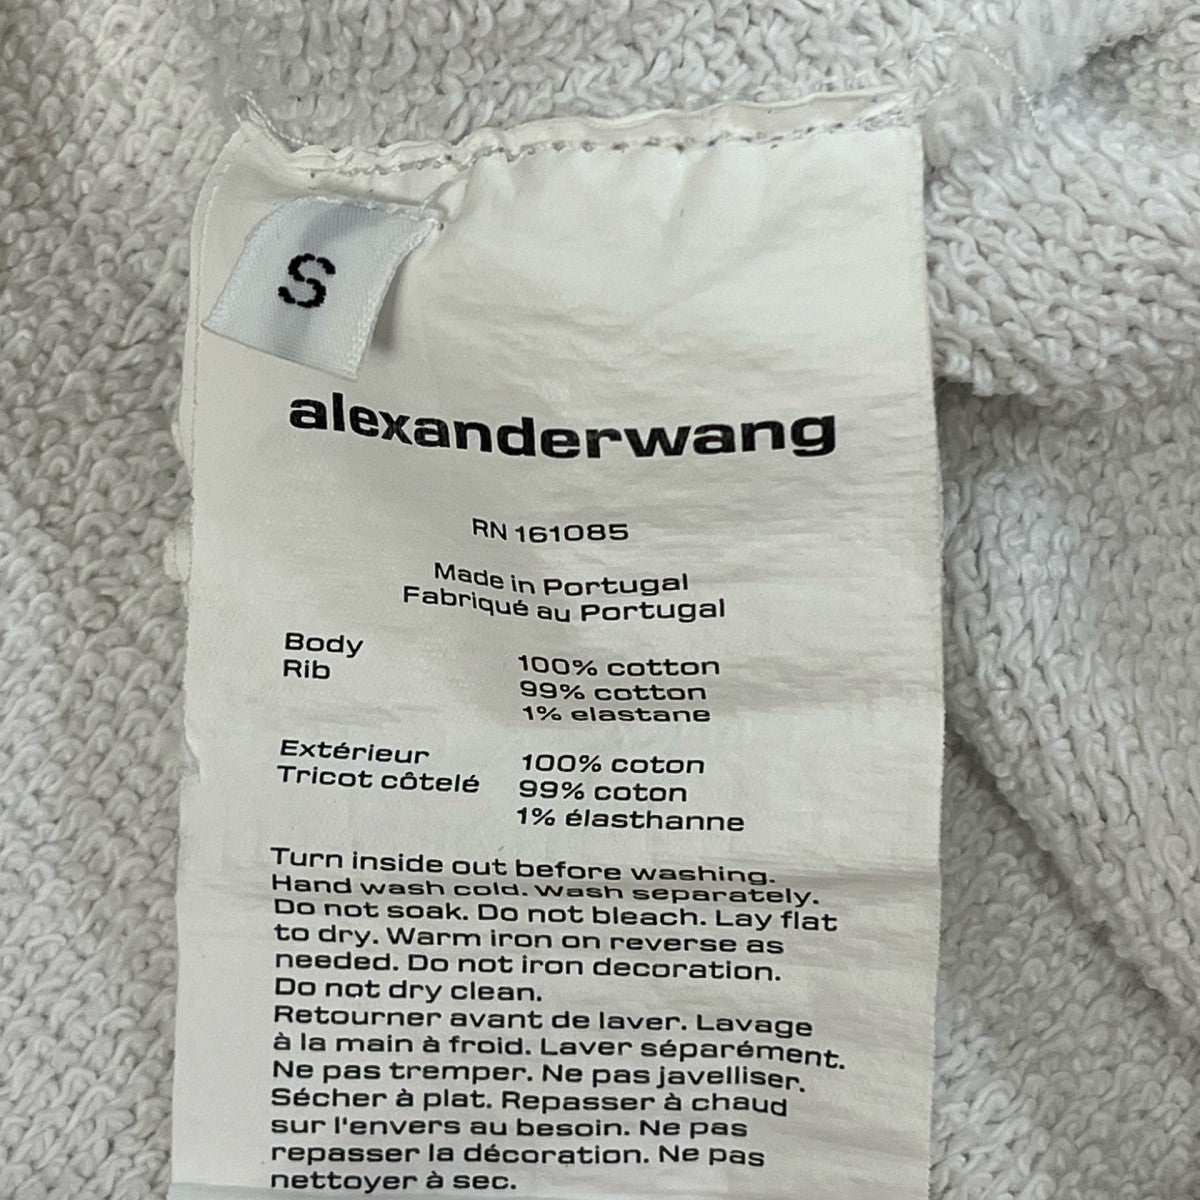 S
alexanderwang
RN 161085
Made in Portugal
Fabriqué au Portugal
Body 100% cotton
Rib 99% cotton
1% elastane
Extérieur 100% coton
Tricot côtelé 99% coton
1% élasthanne
Turn inside out before washing.
Hand wash cold. Wash separately.
Do not soak. Do not bleach. Lay flat
to dry. Warm iron on reverse as
needed. Do not iron decoration.
Do not dry clean.
Retourner avant de laver. Lavage
à la main à froid. Laver séparément.
Ne pas tremper. Ne pas javelliser.
Sécher à plat. Repasser à chaud
sur l'envers au besoin. Ne pas
repasser la décoration. Ne pas
nettoyer à sec.